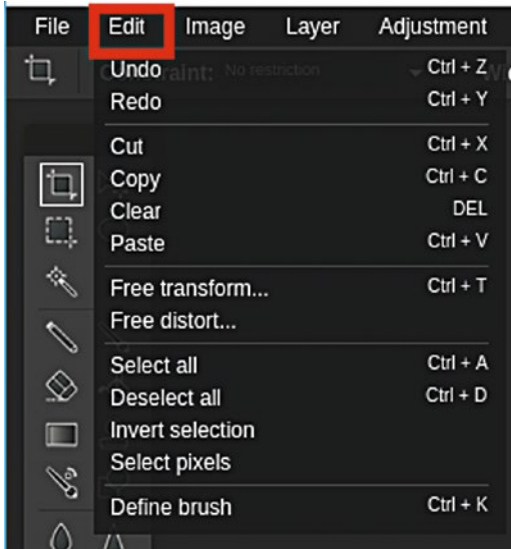 File Edit Image Layer Adjustment
Constraint: No restriction
Undo Ctrl + Z
Redo Ctrl + Y
Cut Ctrl + X
Copy Ctrl + C
Clear DEL
Paste Ctrl + V
Free transform... Ctrl + T
Free distort...
Select all Ctrl + A
Deselect all Ctrl + D
Invert selection
Select pixels
Define brush Ctrl + K